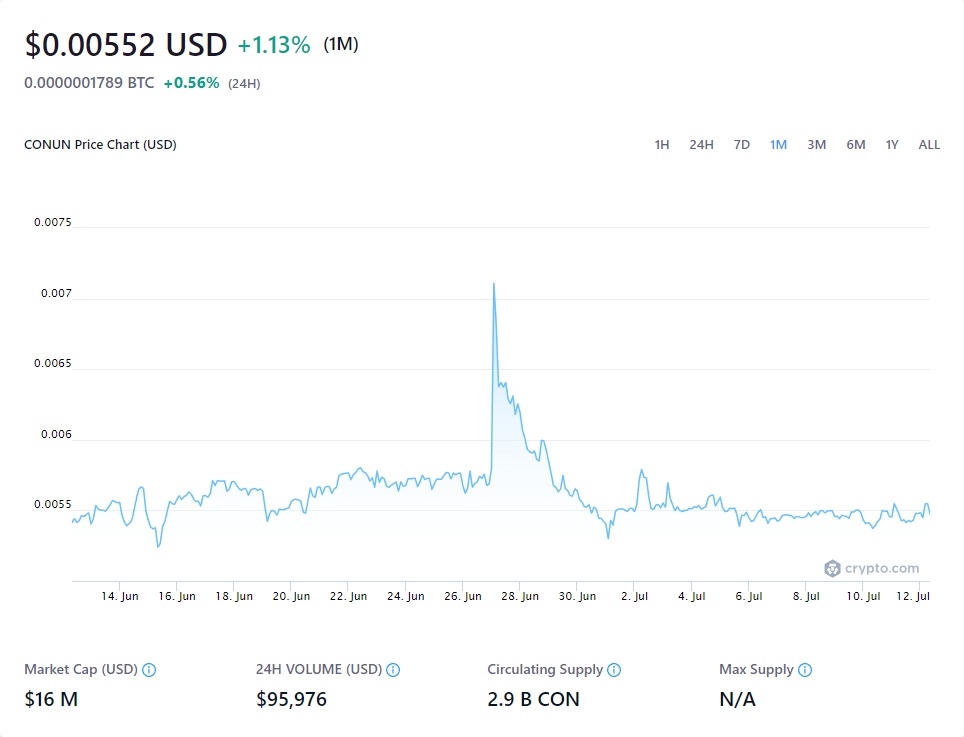 $0.00552 USD +1.13% (1M)
0.0000001789 BTC +0.56% (24H)
CONUN Price Chart (USD) 1H 24H 7D 1M 3M 6M 1Y ALL
0.0075
0.007
0.0065
0.006
0.0055
crypto.com
14. Jun 16. Jun 18. Jun 20. Jun 22. Jun 24. Jun 26. Jun 28. Jun 30. Jun 2. Jul 4. Jul 6. Jul 8. Jul 10. Jul 12. Jul
Market Cap (USD) 24H VOLUME (USD) Circulating Supply Max Supply
$16 M $95,976 2.9 B CON N/A